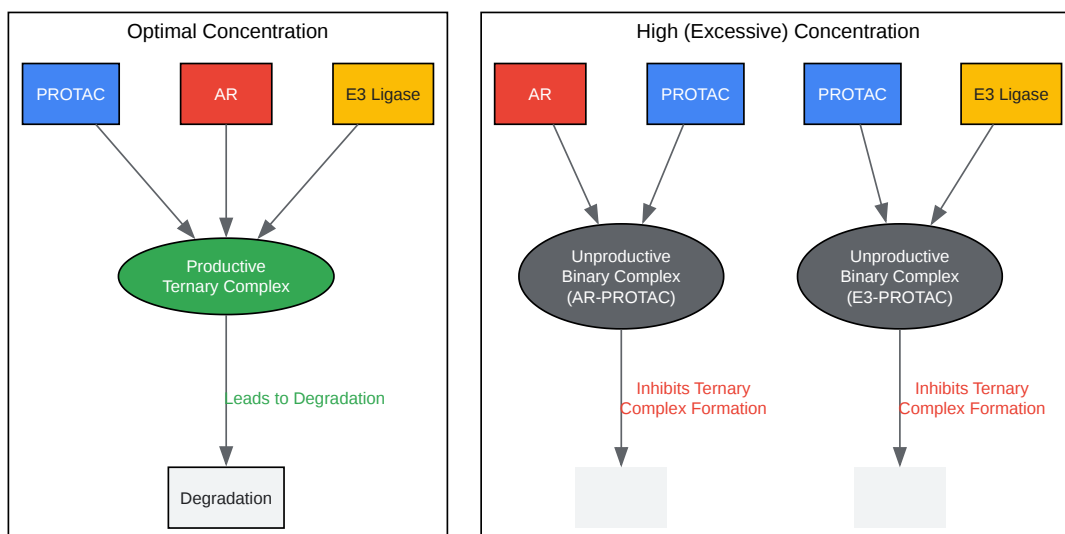 Optimal Concentration
PROTAC
AR
E3 Ligase
Productive
Ternary Complex
Leads to Degradation
Degradation
High (Excessive) Concentration
AR
PROTAC
PROTAC
E3 Ligase
Unproductive
Binary Complex
(AR-PROTAC)
Unproductive
Binary Complex
(E3-PROTAC)
Inhibits Ternary
Complex Formation
Inhibits Ternary
Complex Formation